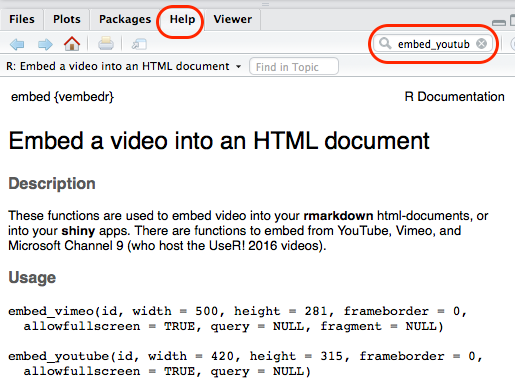 Files Plots Packages Help Viewer
embed_youtub
R: Embed a video into an HTML document Find in Topic
embed {vembedr} R Documentation
Embed a video into an HTML document
Description
These functions are used to embed video into your rmarkdown html-documents, or
into your shiny apps. There are functions to embed from YouTube, Vimeo, and
Microsoft Channel 9 (who host the UseR! 2016 videos).
Usage
embed_vimeo(id, width = 500, height = 281, frameborder = 0,
allowfullscreen = TRUE, query = NULL, fragment = NULL)
embed_youtube(id, width = 420, height = 315, frameborder = 0,
allowfullscreen = TRUE, query = NULL)